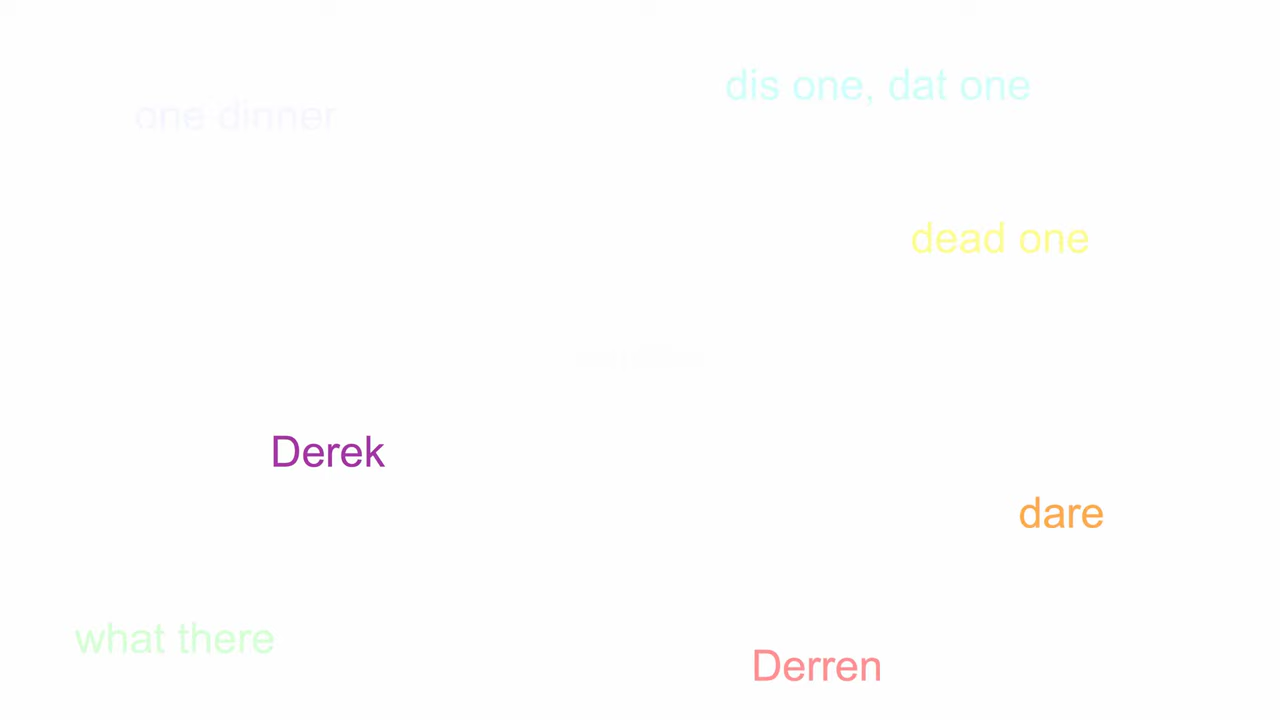 dis one, dat one
one dinner
dead one
Derek
dare
what there
Derren